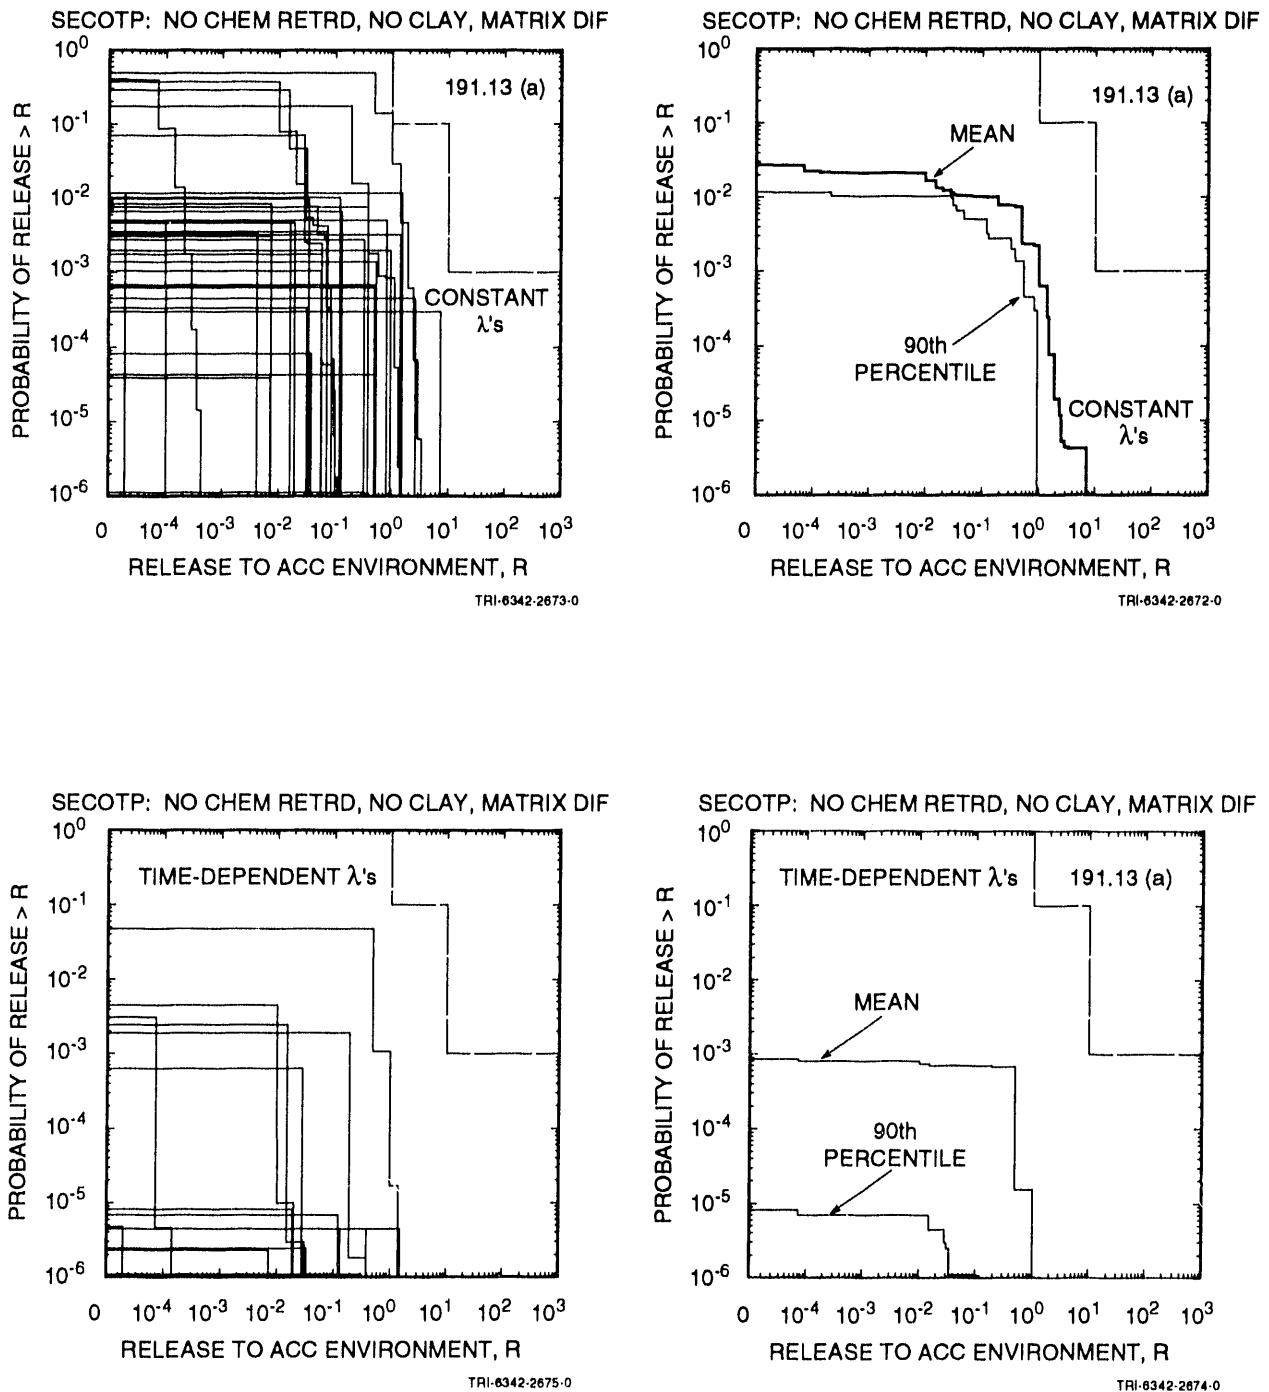 SECOTP: NO CHEM RETRD, NO CLAY, MATRIX DIF
PROBABILITY OF RELEASE > R
10^0
10^-1
10^-2
10^-3
10^-4
10^-5
10^-6
191.13 (a)
CONSTANT
λ's
0 10^-4 10^-3 10^-2 10^-1 10^0 10^1 10^2 10^3
RELEASE TO ACC ENVIRONMENT, R
TRI-6342-2673-0
SECOTP: NO CHEM RETRD, NO CLAY, MATRIX DIF
PROBABILITY OF RELEASE > R
10^0
10^-1
10^-2
10^-3
10^-4
10^-5
10^-6
191.13 (a)
MEAN
90th
PERCENTILE
CONSTANT
λ's
0 10^-4 10^-3 10^-2 10^-1 10^0 10^1 10^2 10^3
RELEASE TO ACC ENVIRONMENT, R
TRI-6342-2672-0
SECOTP: NO CHEM RETRD, NO CLAY, MATRIX DIF
PROBABILITY OF RELEASE > R
10^0
10^-1
10^-2
10^-3
10^-4
10^-5
10^-6
TIME-DEPENDENT λ's
0 10^-4 10^-3 10^-2 10^-1 10^0 10^1 10^2 10^3
RELEASE TO ACC ENVIRONMENT, R
TRI-6342-2675-0
SECOTP: NO CHEM RETRD, NO CLAY, MATRIX DIF
PROBABILITY OF RELEASE > R
10^0
10^-1
10^-2
10^-3
10^-4
10^-5
10^-6
TIME-DEPENDENT λ's
191.13 (a)
MEAN
90th
PERCENTILE
0 10^-4 10^-3 10^-2 10^-1 10^0 10^1 10^2 10^3
RELEASE TO ACC ENVIRONMENT, R
TRI-6342-2674-0